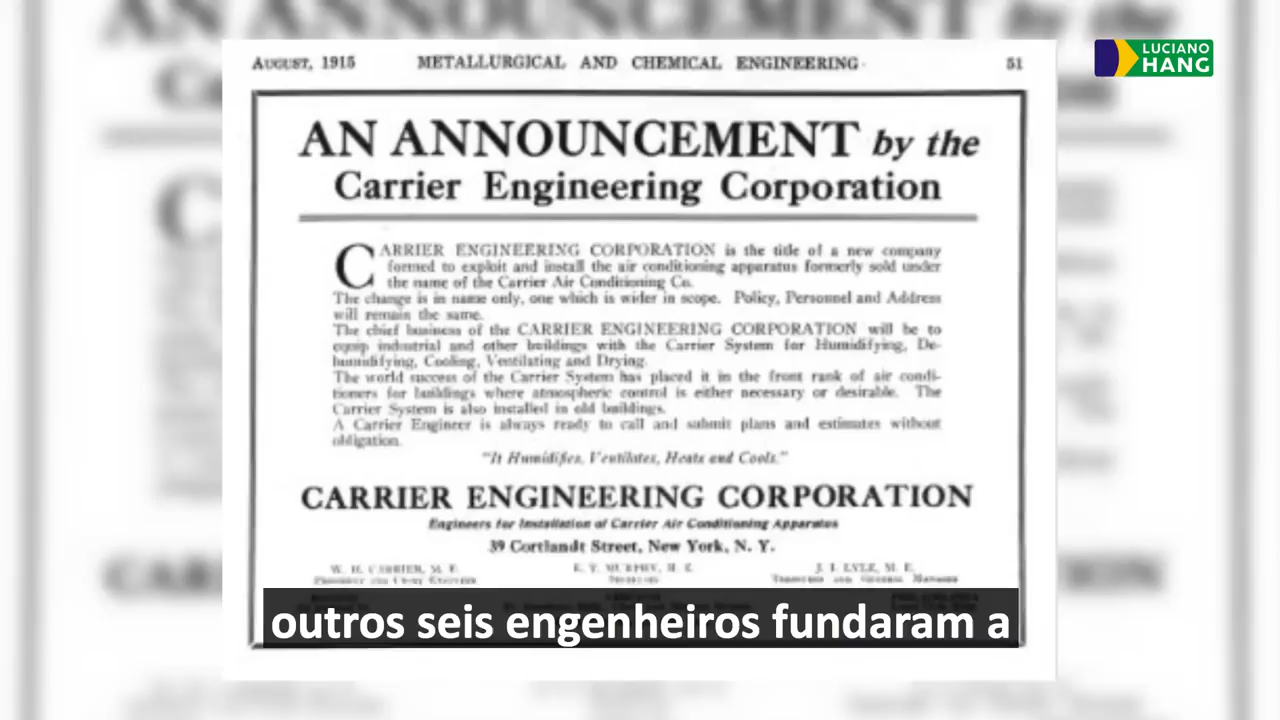 AUGUST, 1915 METALLURGICAL AND CHEMICAL ENGINEERING 51
LUCIANO
HANG
AN ANNOUNCEMENT by the
Carrier Engineering Corporation
CARRIER ENGINEERING CORPORATION is the title of a new company
formed to exploit and install the air conditioning apparatus formerly sold under
the name of the Carrier Air Conditioning Co.
The change is in name only, one which is wider in scope. Policy, Personnel and Address
will remain the same.
The chief business of the CARRIER ENGINEERING CORPORATION will be to
equip industrial and other buildings with the Carrier System for Humidifying, De-
humidifying, Cooling, Ventilating and Drying.
The world success of the Carrier System has placed it in the front rank of air condi-
tioners for buildings where atmospheric control is either necessary or desirable. The
Carrier System is also installed in old buildings.
A Carrier Engineer is always ready to call and submit plans and estimates without
obligation.
"It Humidifies, Ventilates, Heats and Cools."
CARRIER ENGINEERING CORPORATION
Engineers for Installation of Carrier Air Conditioning Apparatus
39 Cortlandt Street, New York, N. Y.
W. H. CARRIER, M. E. E. T. MURPHY, M. E. J. I. LYLE, M. E.
outros seis engenheiros fundaram a